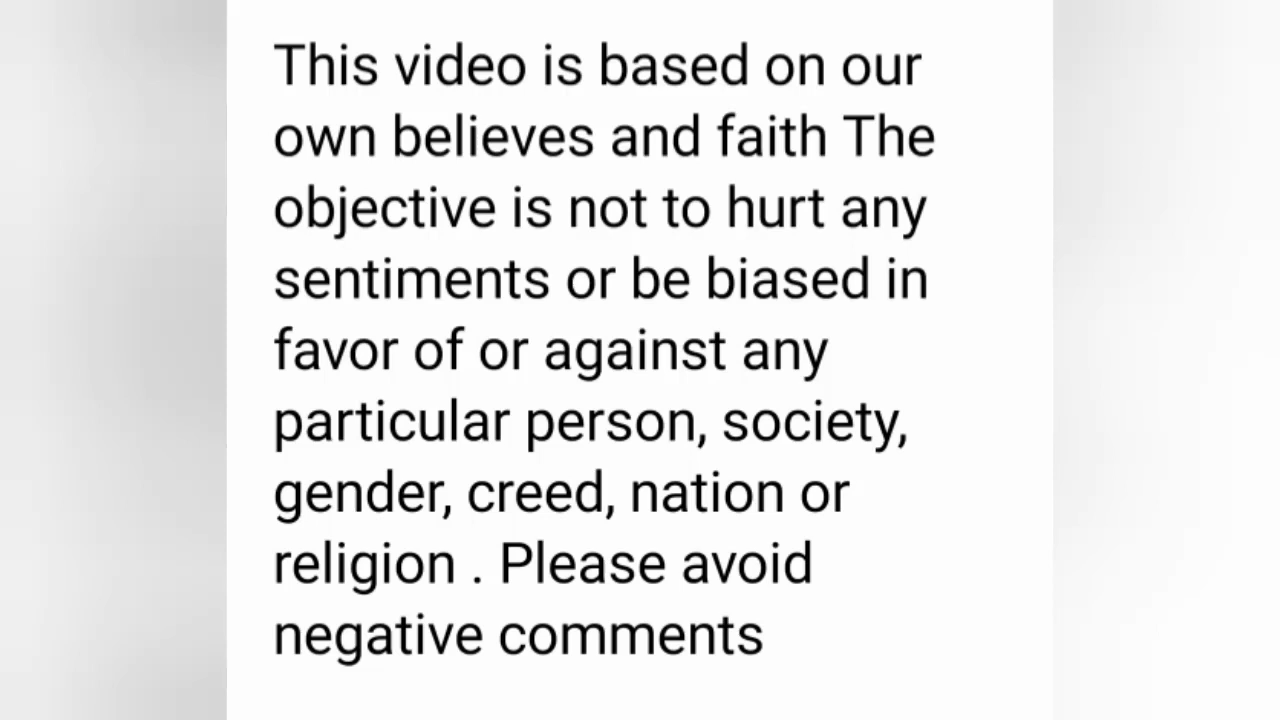 This video is based on our
own believes and faith The
objective is not to hurt any
sentiments or be biased in
favor of or against any
particular person, society,
gender, creed, nation or
religion . Please avoid
negative comments